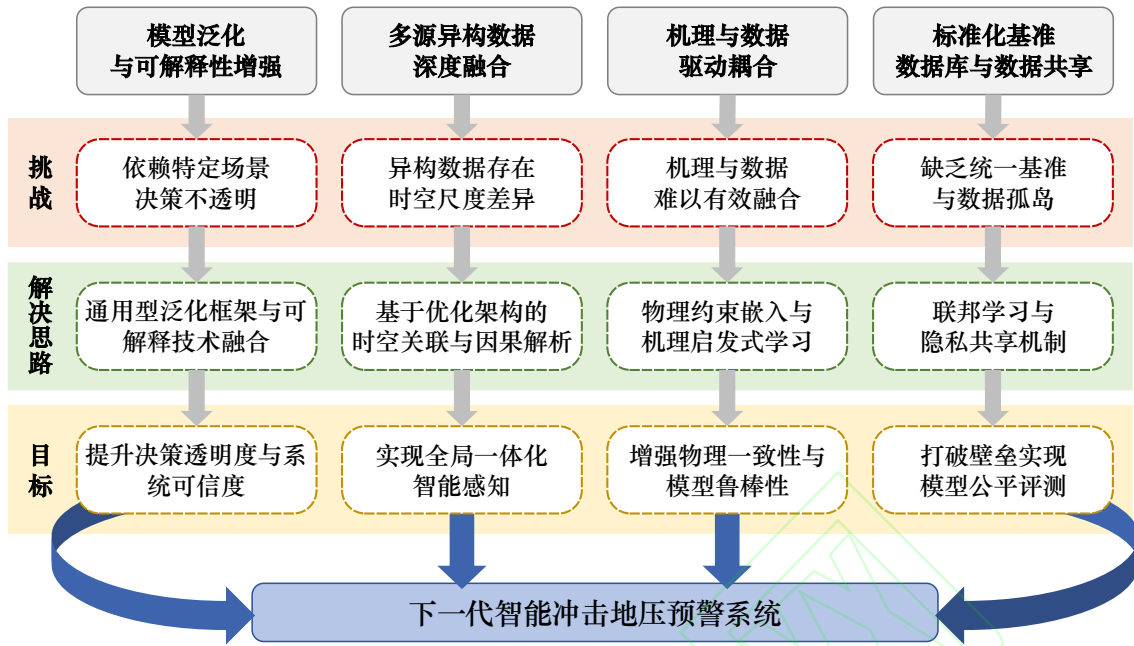 模型泛化
与可解释性增强
多源异构数据
深度融合
机理与数据
驱动耦合
标准化基准
数据库与数据共享
挑
战
依赖特定场景
决策不透明
异构数据存在
时空尺度差异
机理与数据
难以有效融合
缺乏统一基准
与数据孤岛
解
决
思
路
通用型泛化框架与可
解释技术融合
基于优化架构的
时空关联与因果解析
物理约束嵌入与
机理启发式学习
联邦学习与
隐私共享机制
目
标
提升决策透明度与系
统可信度
实现全局一体化
智能感知
增强物理一致性与
模型鲁棒性
打破壁垒实现
模型公平评测
下一代智能冲击地压预警系统